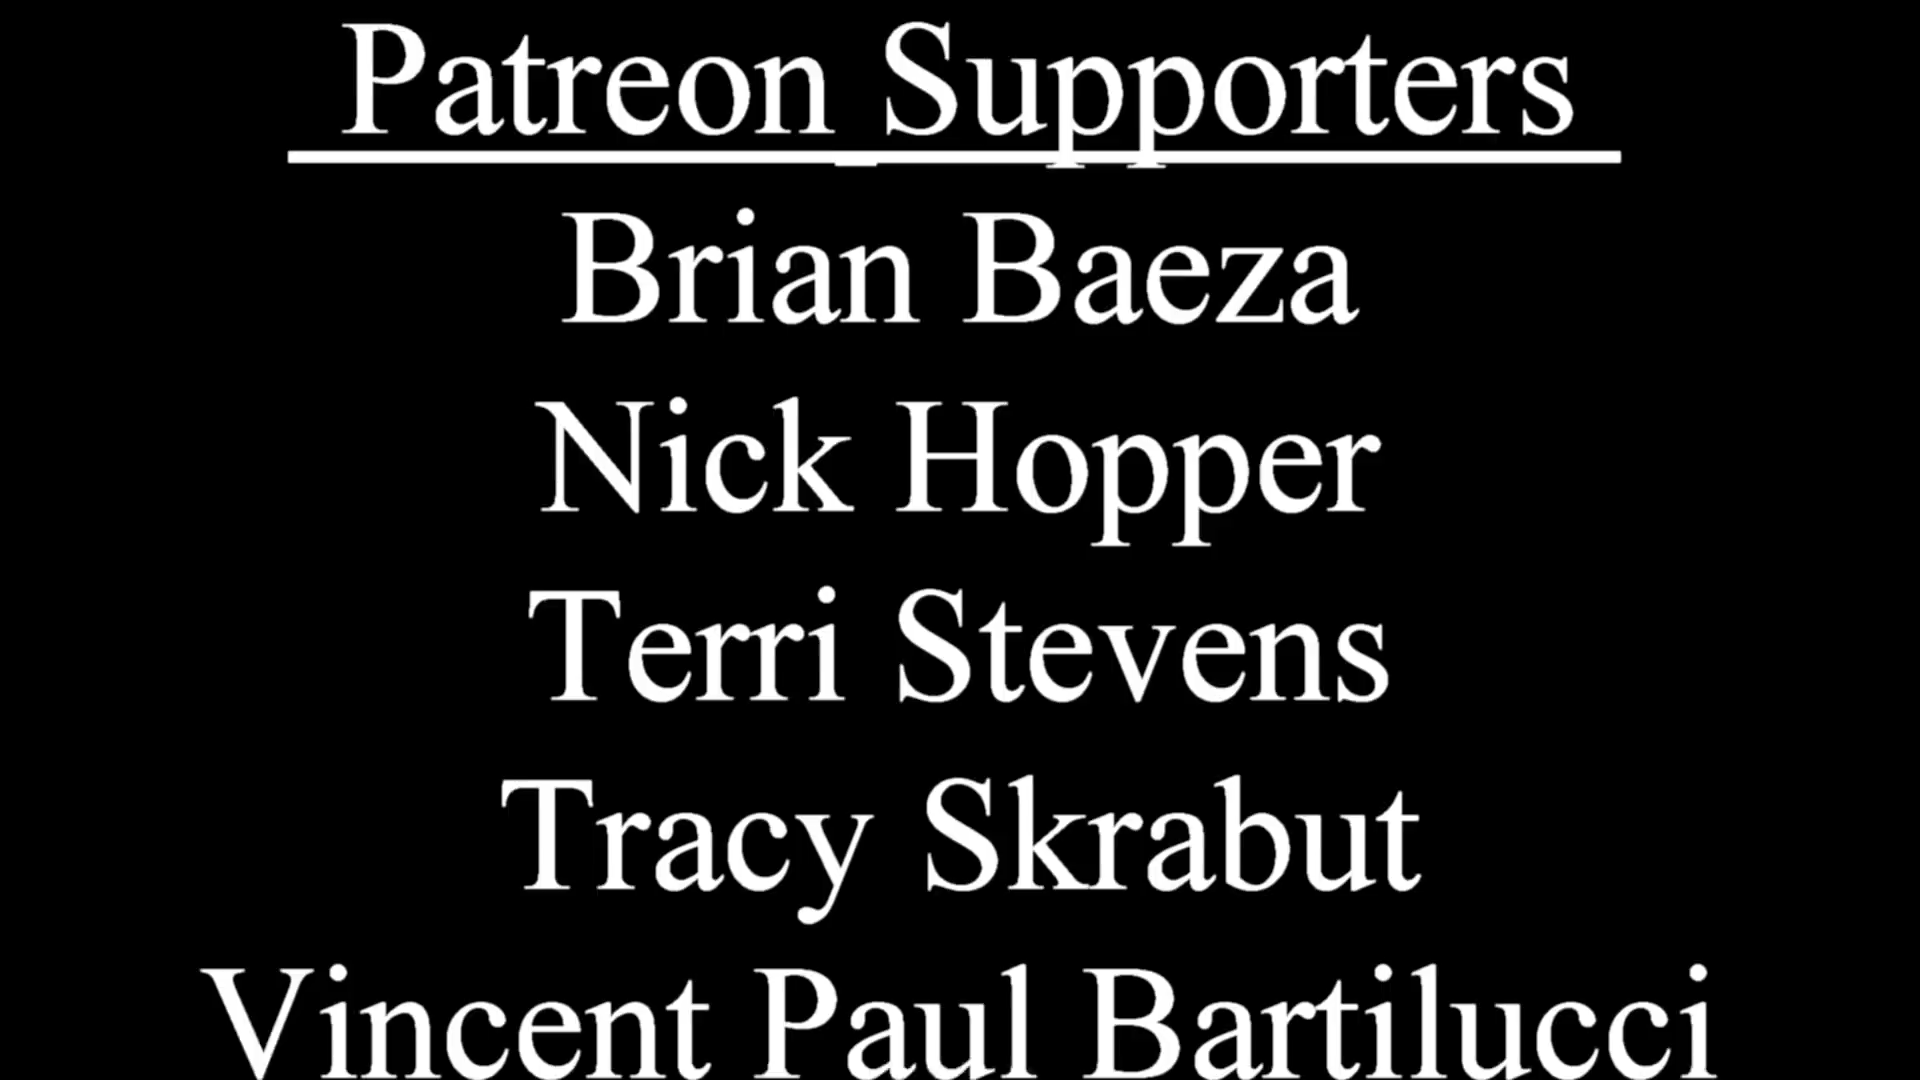 Patreon Supporters
Brian Baeza
Nick Hopper
Terri Stevens
Tracy Skrabut
Vincent Paul Bartilucci